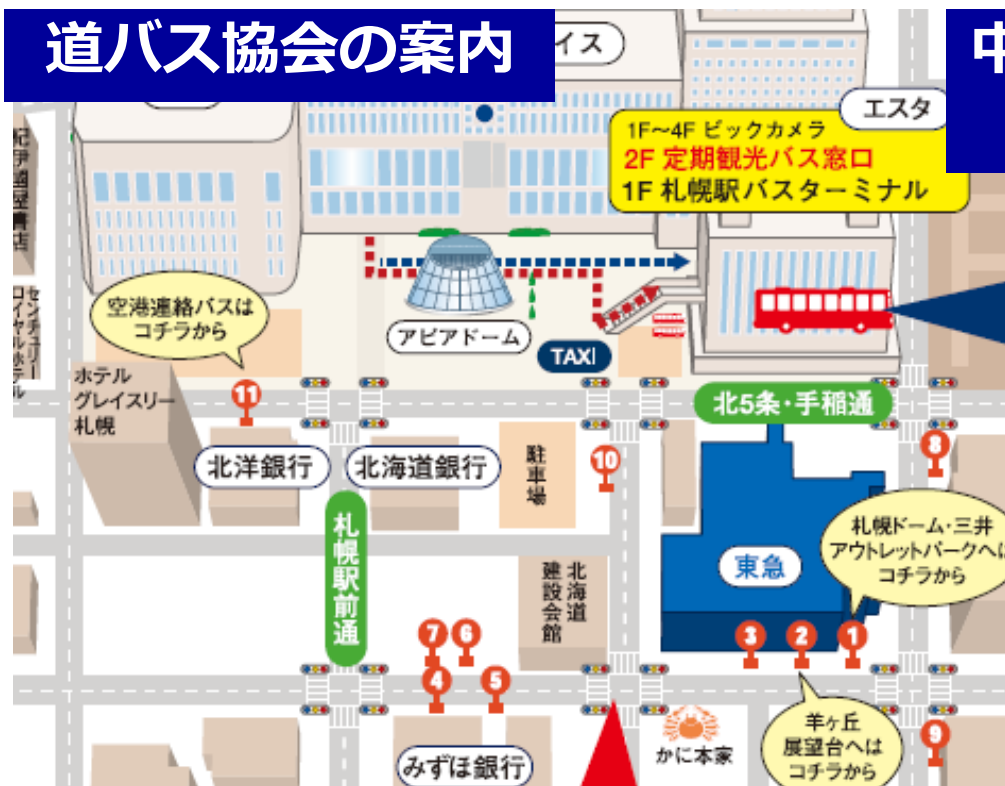 道バス協会の案内
中
イス
エスタ
1F～4F ビックカメラ
2F 定期観光バス窓口
1F 札幌駅バスターミナル
紀伊國屋書店
センチュリー
ロイヤルホテル
空港連絡バスは
コチラから
アピアドーム
TAXI
ホテル
グレイスリー
札幌
11
北5条・手稲通
8
北洋銀行
北海道銀行
駐車場
10
札幌ドーム・三井
アウトレットパークへは
コチラから
札幌駅前通
東急
北海道
建設会館
7
6
3
2
1
4
5
羊ヶ丘
展望台へは
コチラから
かに本家
9
みずほ銀行